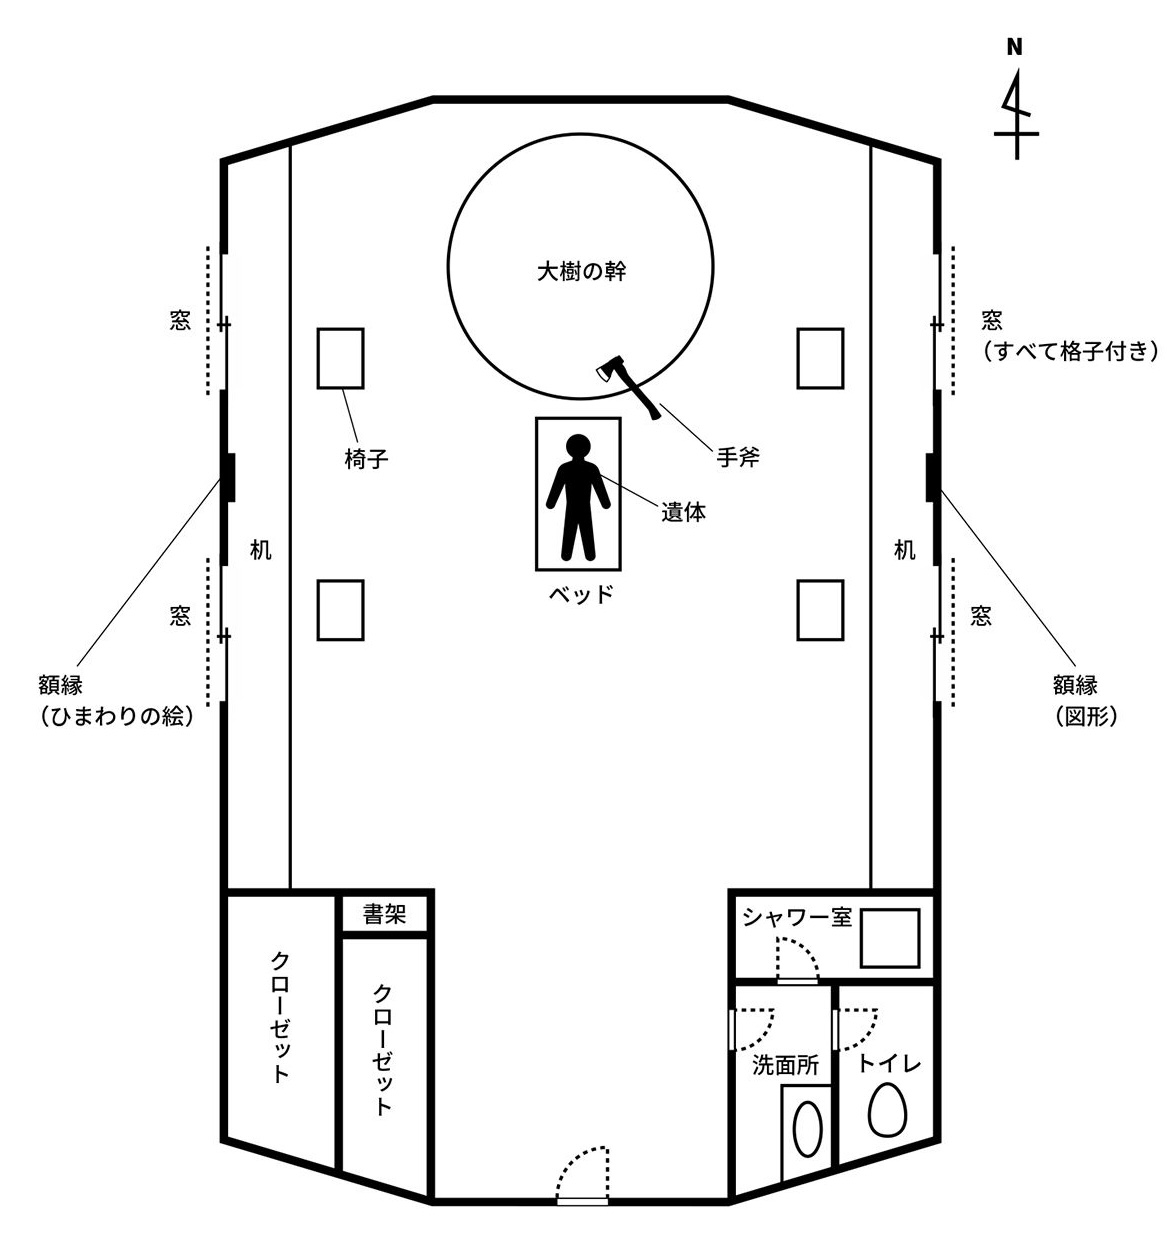 N
大樹の幹
窓
窓
（すべて格子付き）
椅子
手斧
遺体
机
机
ベッド
窓
窓
額縁
（ひまわりの絵）
額縁
（図形）
書架
シャワー室
クローゼット
クローゼット
洗面所
トイレ